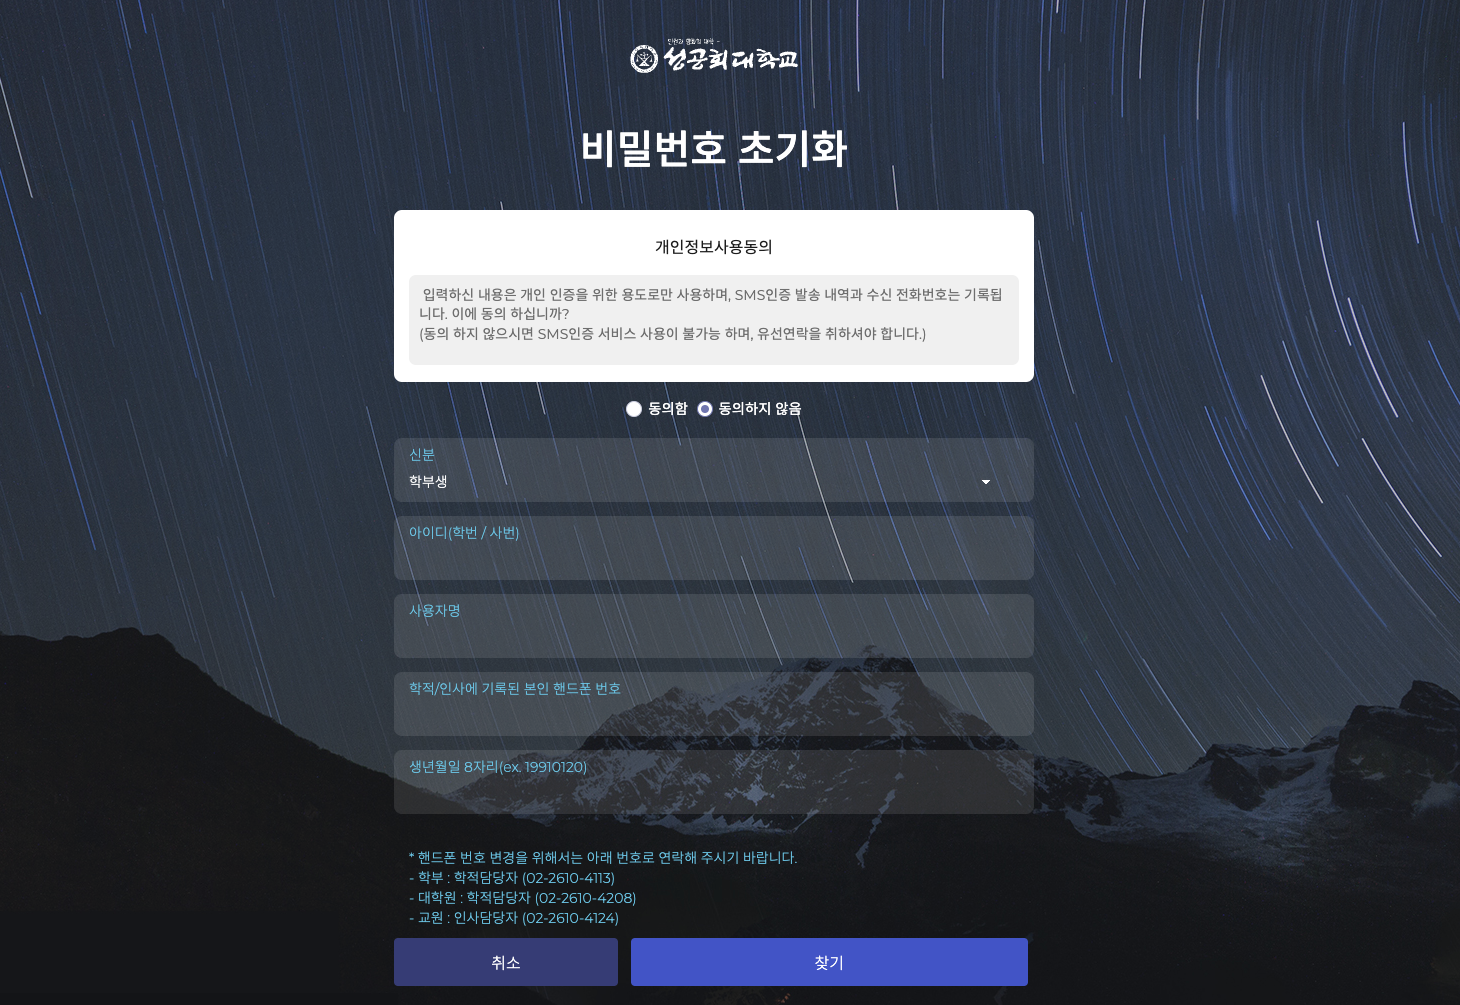 인권과 평화의 대학
성공회대학교
비밀번호 초기화
개인정보사용동의
입력하신 내용은 개인 인증을 위한 용도로만 사용하며, SMS인증 발송 내역과 수신 전화번호는 기록됩
니다. 이에 동의 하십니까?
(동의 하지 않으시면 SMS인증 서비스 사용이 불가능 하며, 유선연락을 취하셔야 합니다.)
동의함 동의하지 않음
신분
학부생
아이디(학번 / 사번)
사용자명
학적/인사에 기록된 본인 핸드폰 번호
생년월일 8자리(ex. 19910120)
* 핸드폰 번호 변경을 위해서는 아래 번호로 연락해 주시기 바랍니다.
- 학부 : 학적담당자 (02-2610-4113)
- 대학원 : 학적담당자 (02-2610-4208)
- 교원 : 인사담당자 (02-2610-4124)
취소 찾기